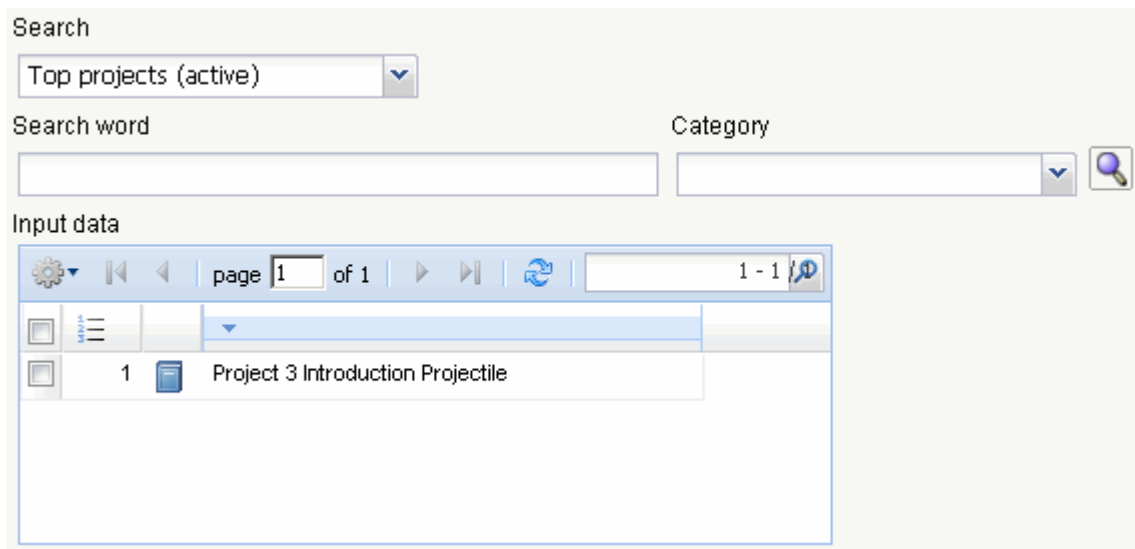 Search
Top projects (active)
Search word Category
Input data
page 1 of 1 1 - 1 /
1 Project 3 Introduction Projectile